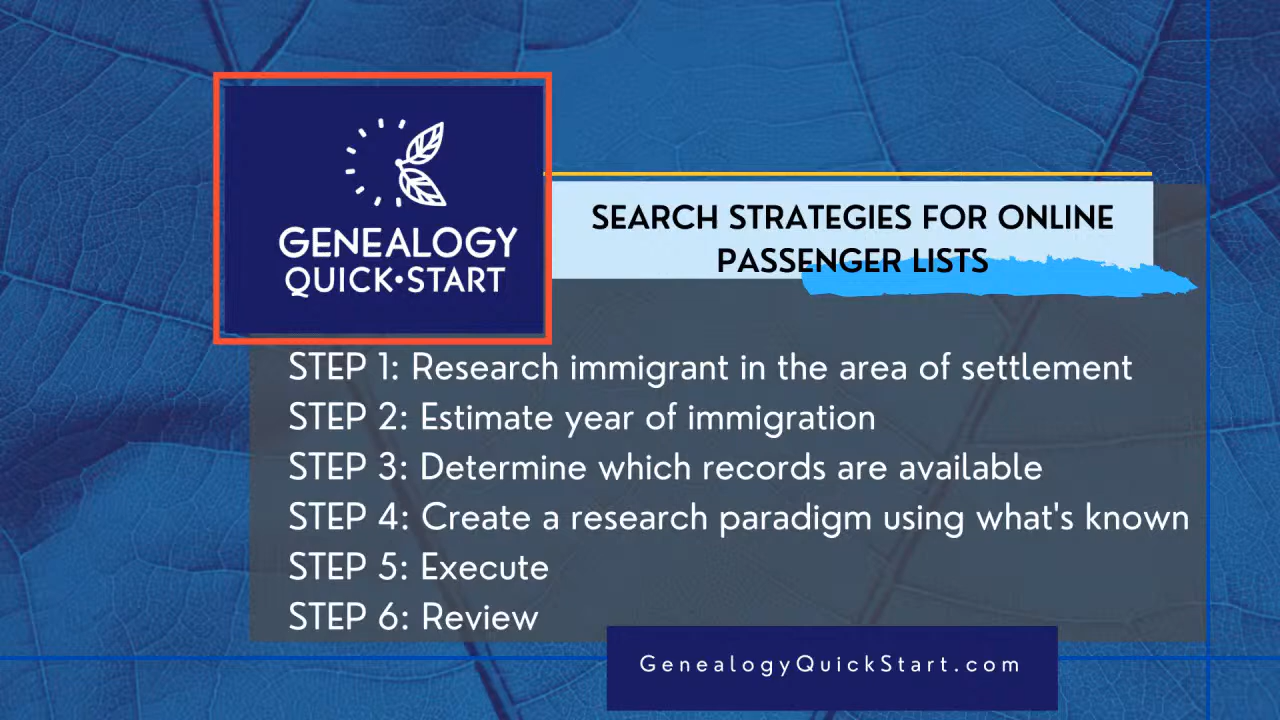 GENEALOGY
QUICK•START
SEARCH STRATEGIES FOR ONLINE
PASSENGER LISTS
STEP 1: Research immigrant in the area of settlement
STEP 2: Estimate year of immigration
STEP 3: Determine which records are available
STEP 4: Create a research paradigm using what's known
STEP 5: Execute
STEP 6: Review
GenealogyQuickStart.com